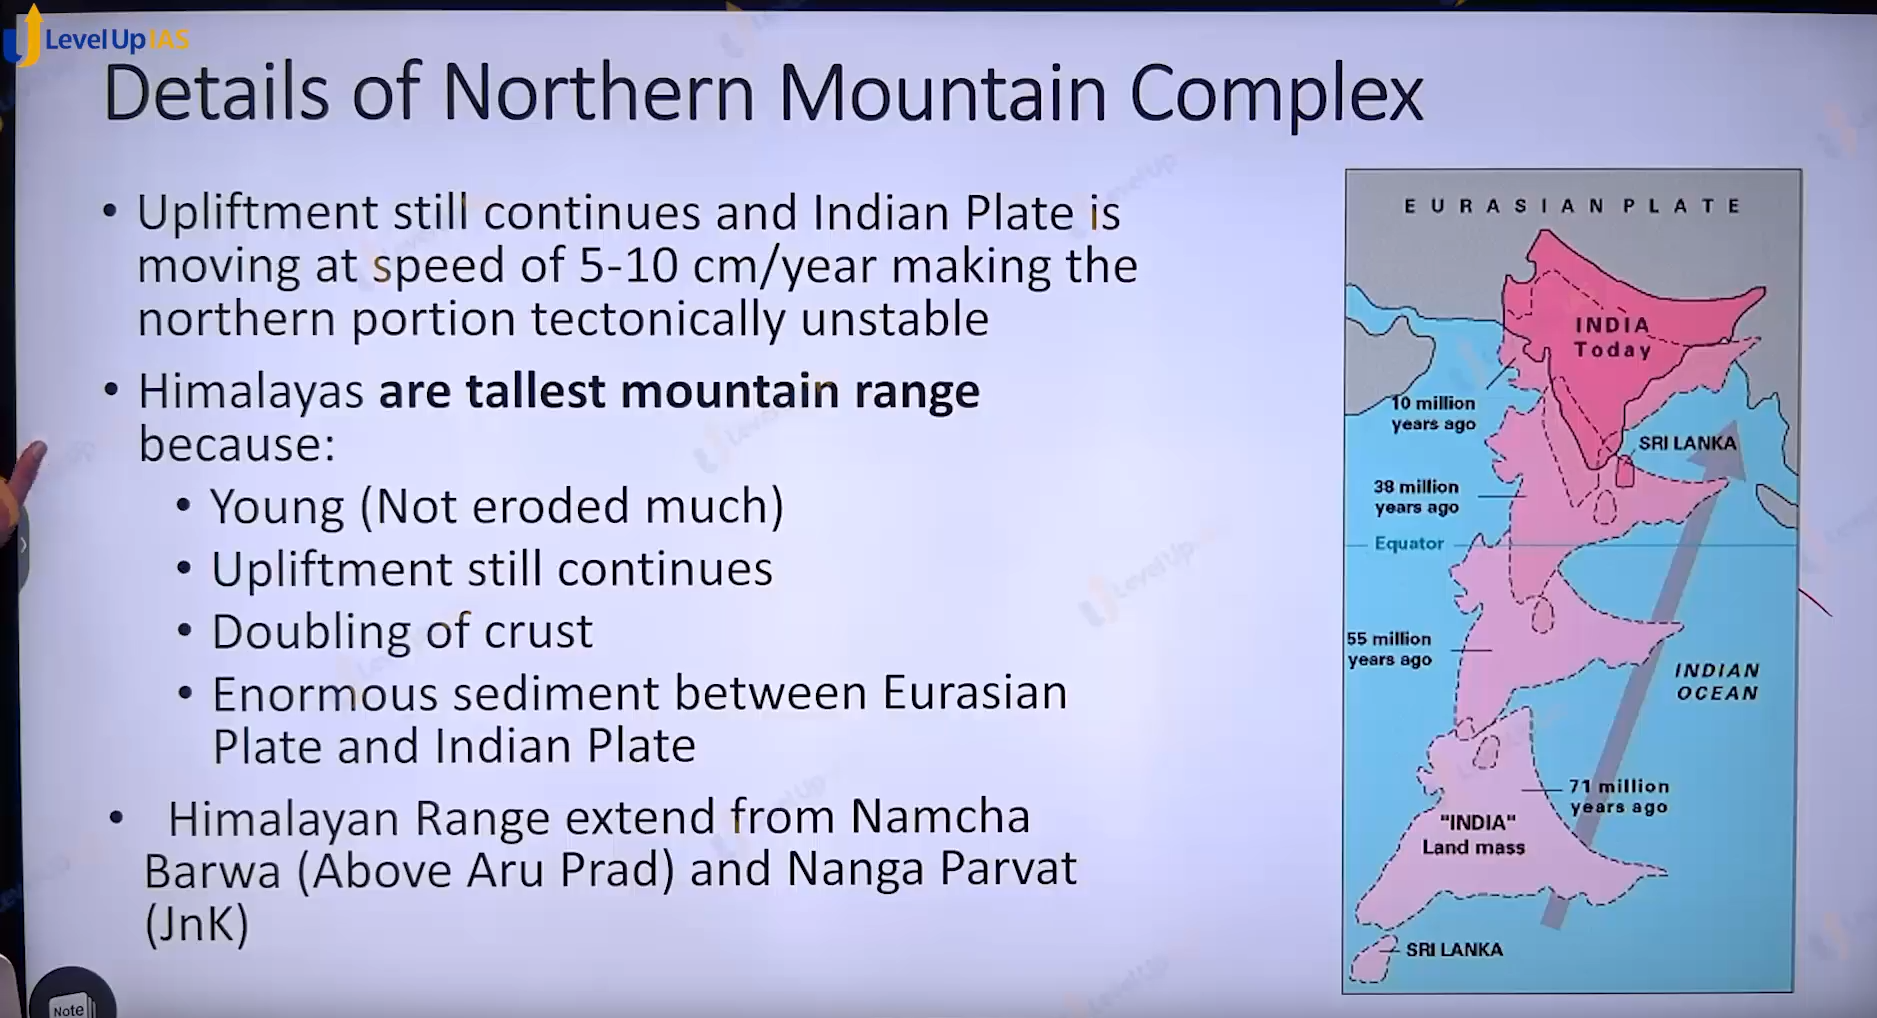 LevelUp IAS
Details of Northern Mountain Complex
• Upliftment still continues and Indian Plate is
moving at speed of 5-10 cm/year making the
northern portion tectonically unstable
• Himalayas are tallest mountain range
because:
• Young (Not eroded much)
• Upliftment still continues
• Doubling of crust
• Enormous sediment between Eurasian
Plate and Indian Plate
• Himalayan Range extend from Namcha
Barwa (Above Aru Prad) and Nanga Parvat
(JnK)
EURASIAN PLATE
INDIA
Today
10 million
years ago
SRI LANKA
38 million
years ago
Equator
55 million
years ago
INDIAN
OCEAN
71 million
years ago
"INDIA"
Land mass
SRI LANKA
Note
LevelUp
LevelUp